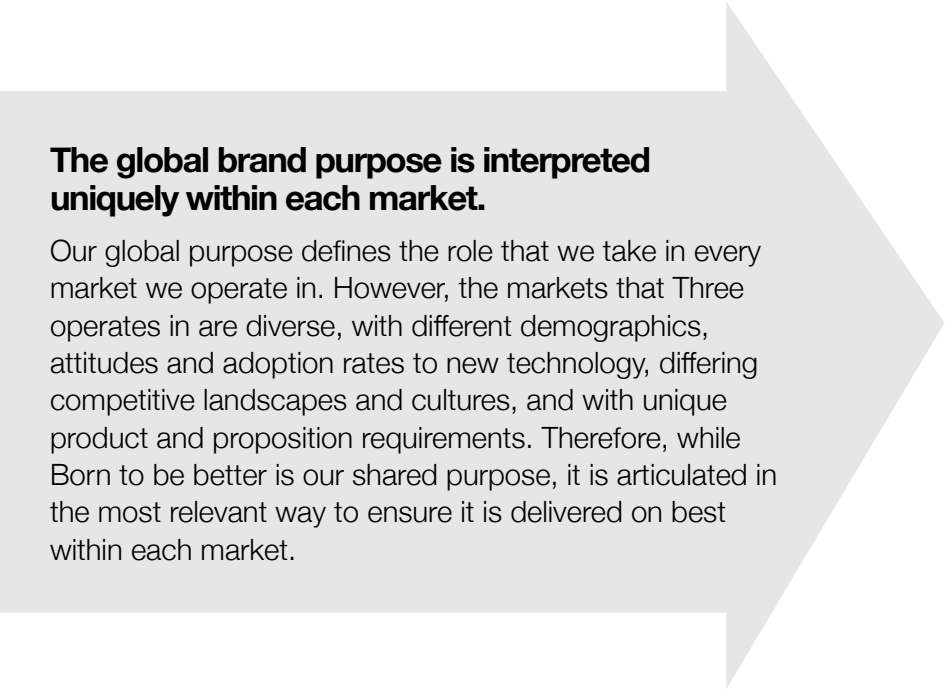 The global brand purpose is interpreted
uniquely within each market.
Our global purpose defines the role that we take in every
market we operate in. However, the markets that Three
operates in are diverse, with different demographics,
attitudes and adoption rates to new technology, differing
competitive landscapes and cultures, and with unique
product and proposition requirements. Therefore, while
Born to be better is our shared purpose, it is articulated in
the most relevant way to ensure it is delivered on best
within each market.